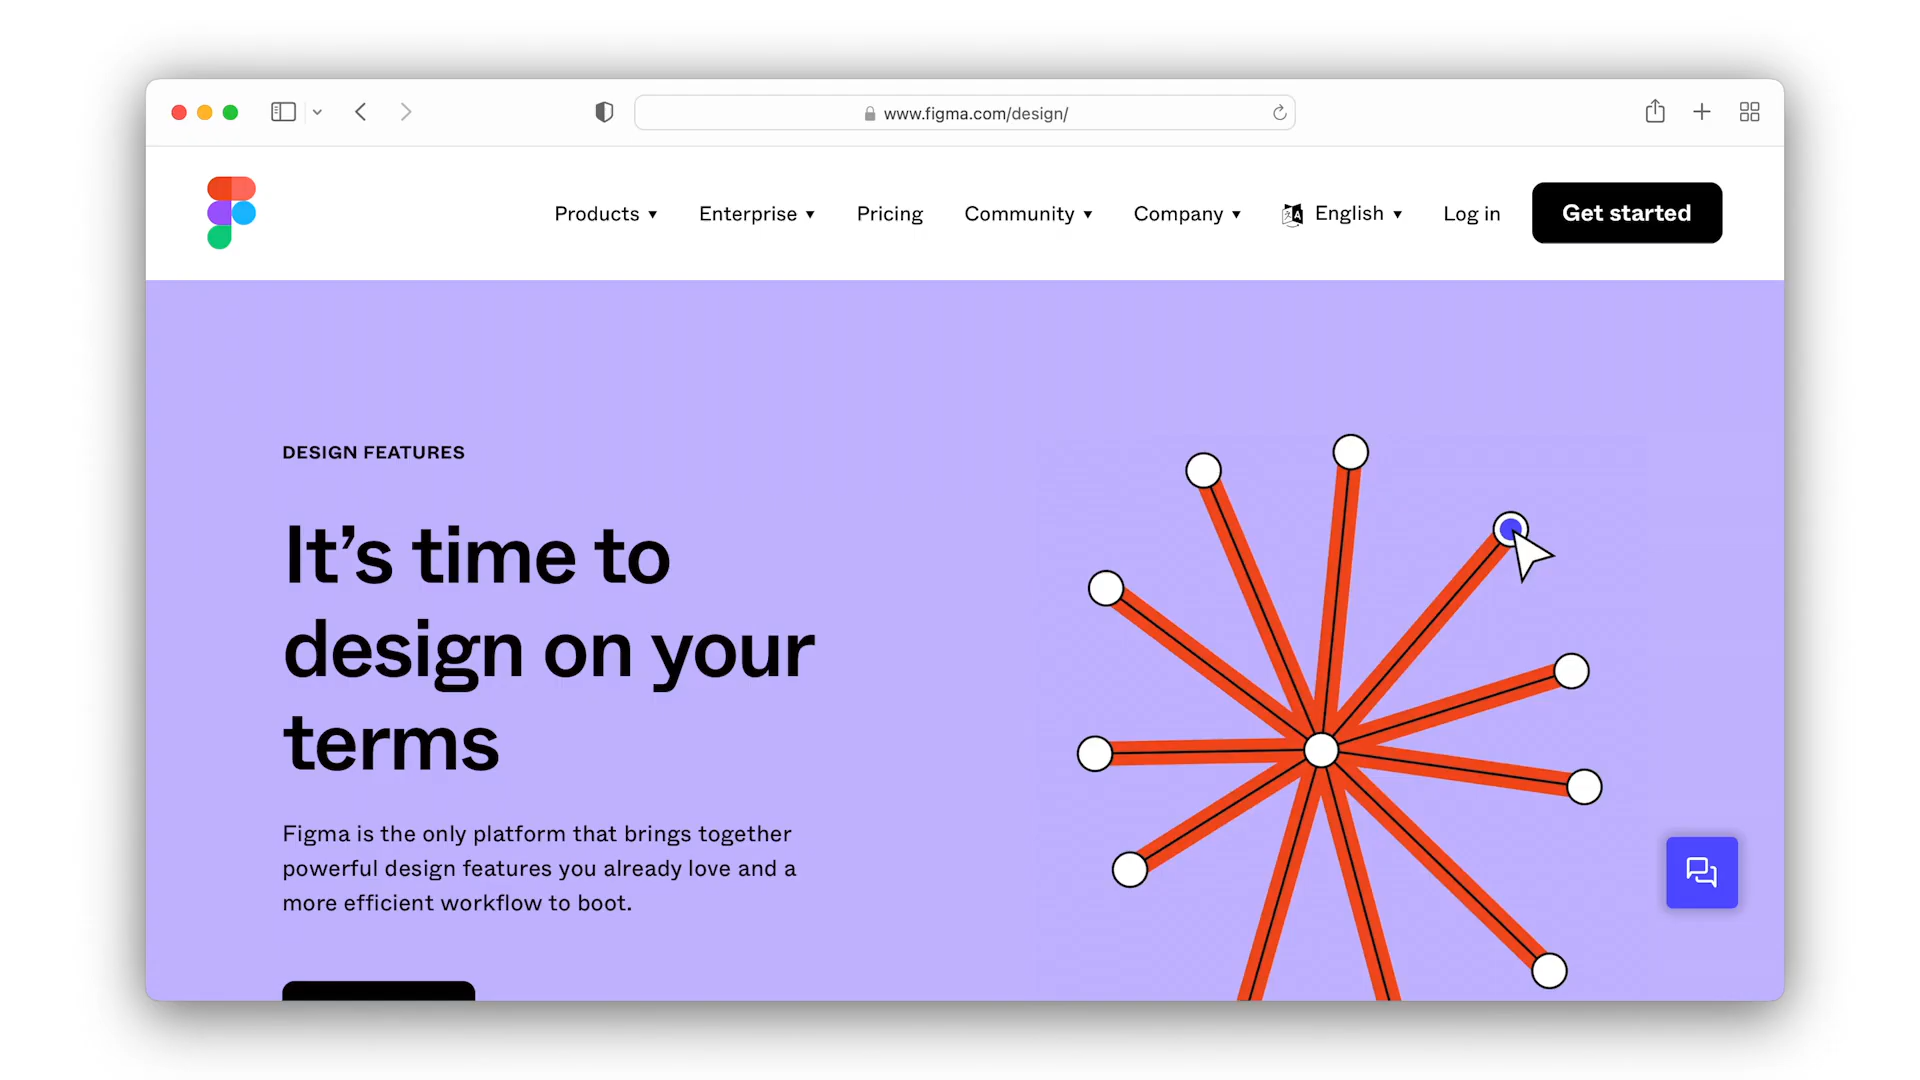 www.figma.com/design/
Products ▼ Enterprise ▼ Pricing Community ▼ Company ▼ English ▼ Log in Get started
DESIGN FEATURES
It’s time to
design on your
terms
Figma is the only platform that brings together
powerful design features you already love and a
more efficient workflow to boot.